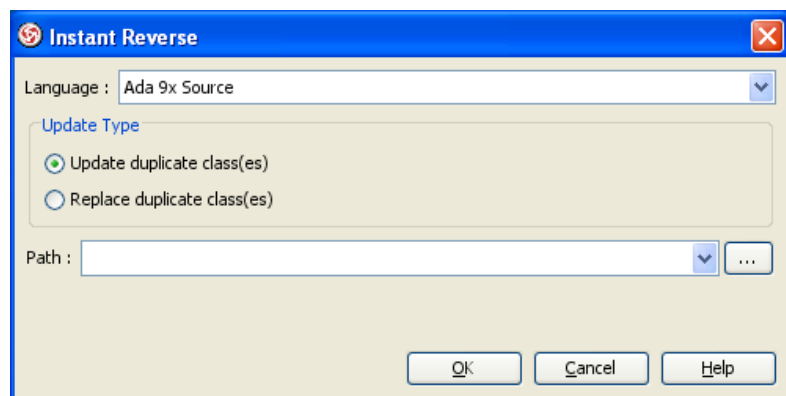 Instant Reverse
Language : Ada 9x Source
Update Type
Update duplicate class(es)
Replace duplicate class(es)
Path : ...
OK Cancel Help